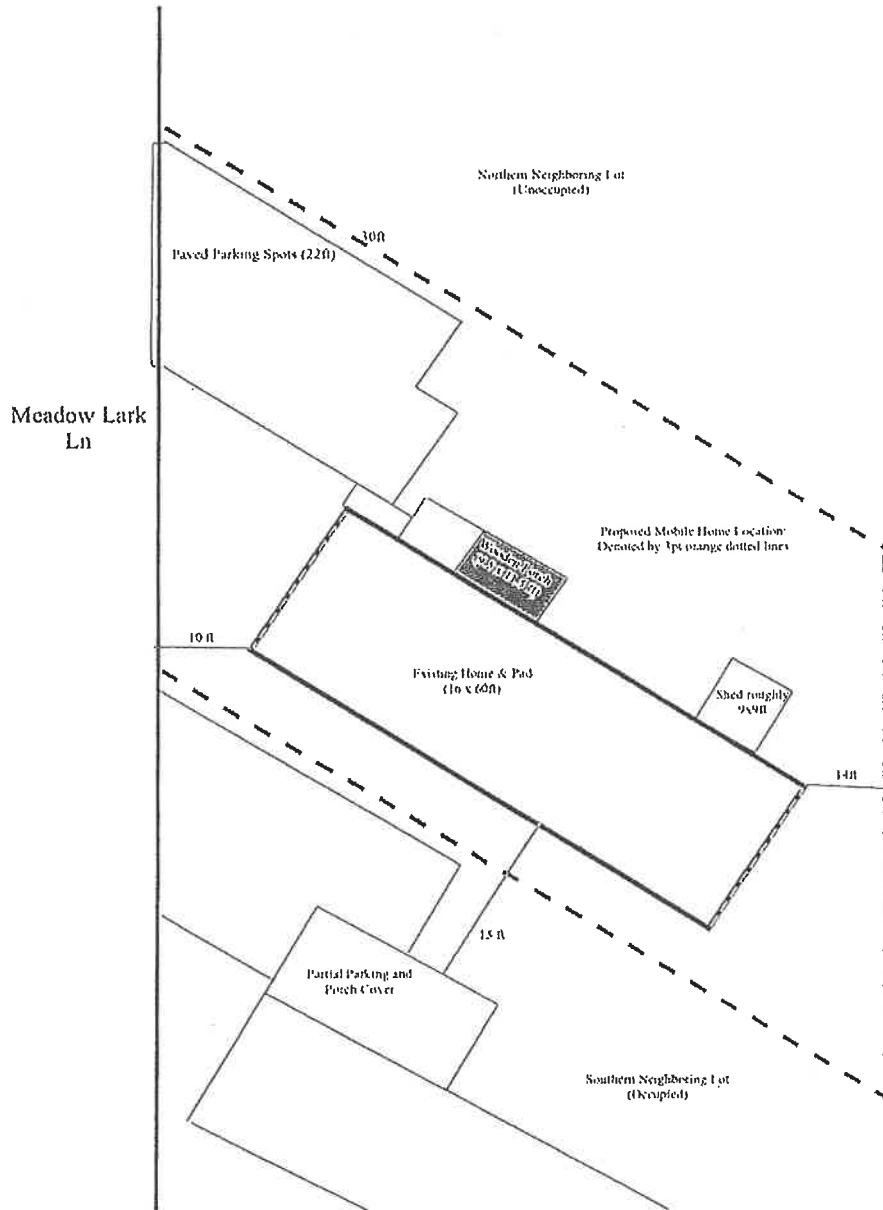 Northern Neighboring Lot
(Unoccupied)
30ft
Paved Parking Spots (22ft)
Meadow Lark
Ln
Proposed Mobile Home Location:
Denoted by 3pt orange dotted lines
Wooden Porch
10 ft
Existing Home & Pad
(16 x 60ft)
Shed roughly
9x9ft
14ft
15 ft
Partial Parking and
Porch Cover
Southern Neighboring Lot
(Occupied)